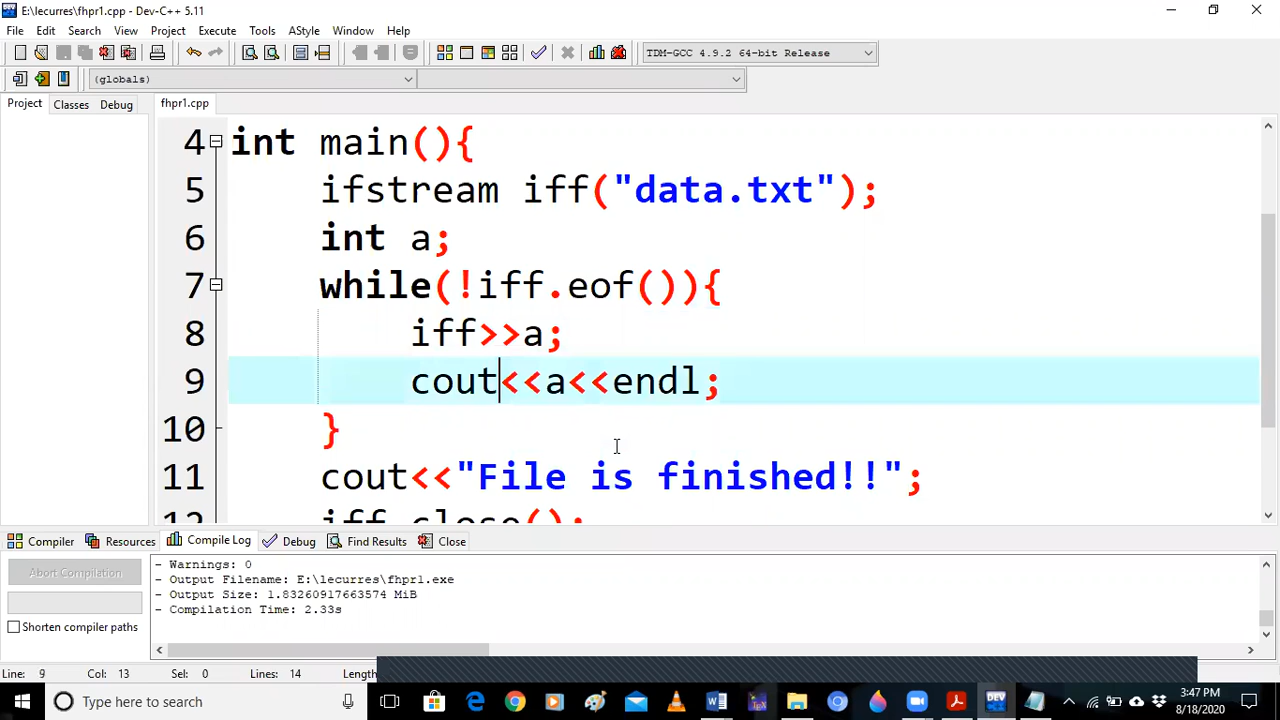 E:\lecurres\fhpr1.cpp - Dev-C++ 5.11
File Edit Search View Project Execute Tools AStyle Window Help
TDM-GCC 4.9.2 64-bit Release
(globals)
Project Classes Debug fhpr1.cpp
4 int main(){
5 ifstream iff("data.txt");
6 int a;
7 while(!iff.eof()){
8 iff>>a;
9 cout<<a<<endl;
10 }
11 cout<<"File is finished!!";
12 iff.close();
Compiler Resources Compile Log Debug Find Results Close
Abort Compilation
Shorten compiler paths
- Warnings: 0
- Output Filename: E:\lecurres\fhpr1.exe
- Output Size: 1.83260917663574 MiB
- Compilation Time: 2.33s
Line: 9 Col: 13 Sel: 0 Lines: 14 Length
Type here to search
3:47 PM
8/18/2020